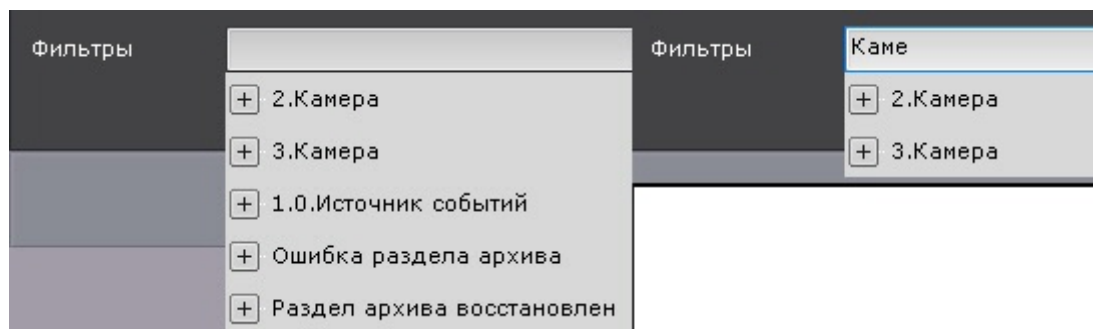 Фильтры
2.Камера
3.Камера
1.0.Источник событий
Ошибка раздела архива
Раздел архива восстановлен
Фильтры Каме
2.Камера
3.Камера